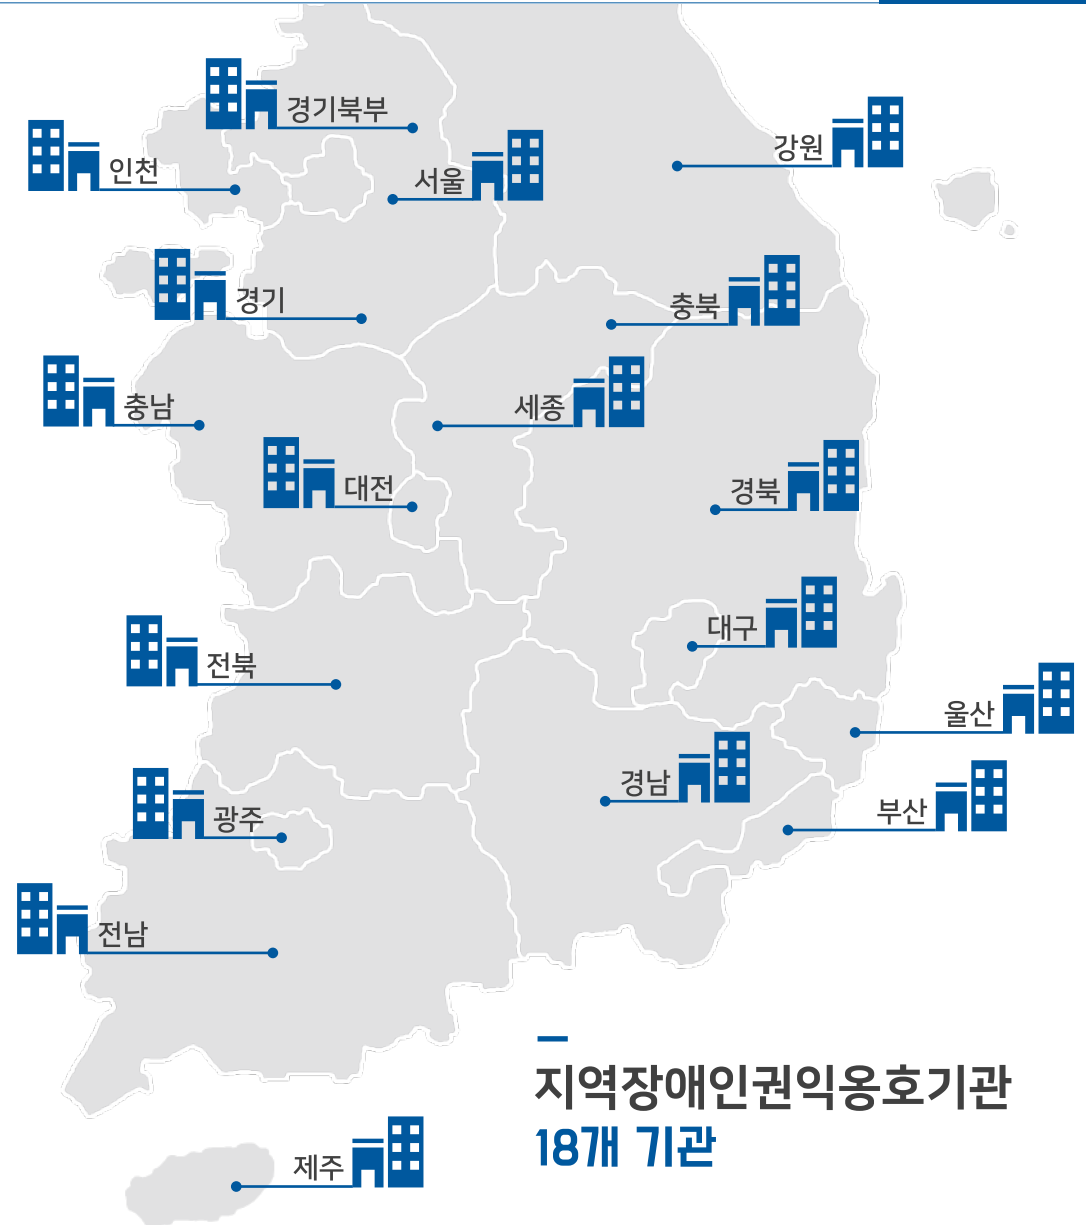 경기북부
강원
인천
서울
경기
충북
충남
세종
대전
경북
대구
전북
울산
경남
부산
광주
전남
지역장애인권익옹호기관
18개 기관
제주